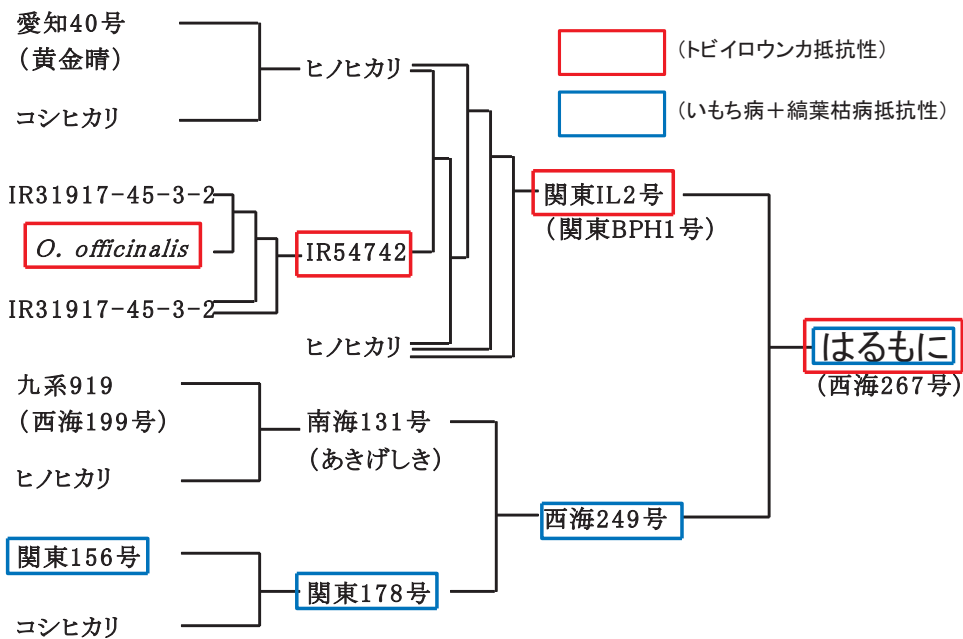 愛知40号
(黄金晴)
コシヒカリ
ヒノヒカリ
(トビイロウンカ抵抗性)
(いもち病+縞葉枯病抵抗性)
IR31917-45-3-2
O. officinalis
IR31917-45-3-2
IR54742
ヒノヒカリ
関東IL2号
(関東BPH1号)
はるもに
(西海267号)
九系919
(西海199号)
ヒノヒカリ
南海131号
(あきげしき)
西海249号
関東156号
コシヒカリ
関東178号